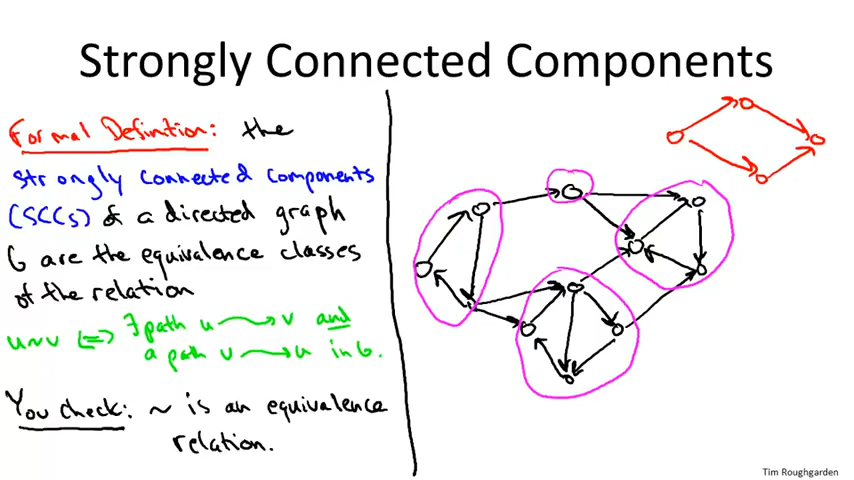 Strongly Connected Components
Formal Definition: the
strongly connected components
(SCCs) of a directed graph
G are the equivalence classes
of the relation
u~v <=> ∃ path u⤳v and
a path v⤳u in G.
You check: ~ is an equivalence
relation.
Tim Roughgarden